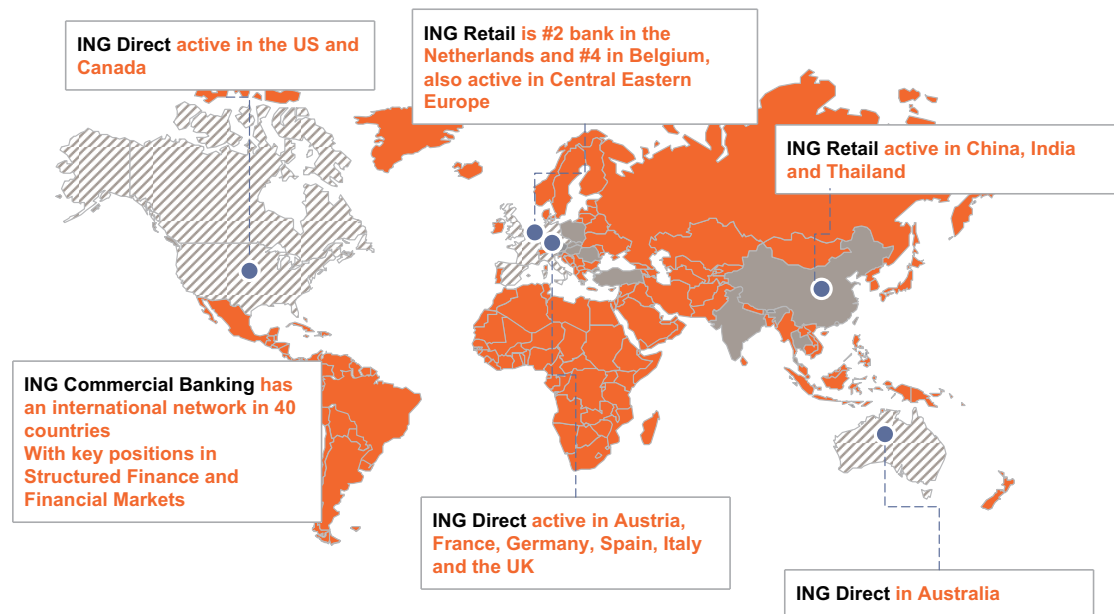 ING Direct active in the US and
Canada
ING Retail is #2 bank in the
Netherlands and #4 in Belgium,
also active in Central Eastern
Europe
ING Retail active in China, India
and Thailand
ING Commercial Banking has
an international network in 40
countries
With key positions in
Structured Finance and
Financial Markets
ING Direct active in Austria,
France, Germany, Spain, Italy
and the UK
ING Direct in Australia